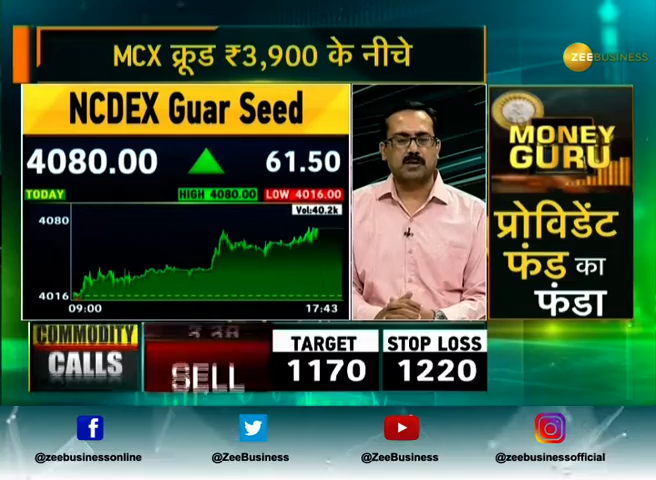 MCX क्रूड ₹3,900 के नीचे
ZEEBUSINESS
NCDEX Guar Seed
4080.00
61.50
TODAY
HIGH 4080.00
LOW 4016.00
Vol:40.2k
4080
4016
09:00
17:43
MONEY
GURU
प्रोविडेंट
फंड का
फंडा
COMMODITY
CALLS
SELL
TARGET
1170
STOP LOSS
1220
@zeebusinessonline
@ZeeBusiness
@ZeeBusiness
@zeebusinessofficial